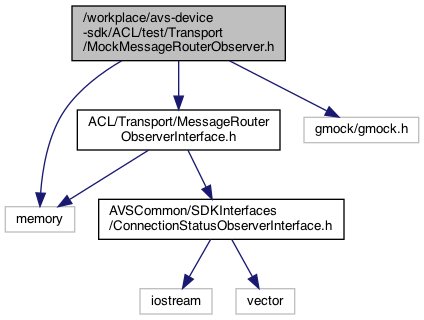 /workplace/avs-device
-sdk/ACL/test/Transport
/MockMessageRouterObserver.h
ACL/Transport/MessageRouter
ObserverInterface.h
gmock/gmock.h
memory
AVSCommon/SDKInterfaces
/ConnectionStatusObserverInterface.h
iostream
vector